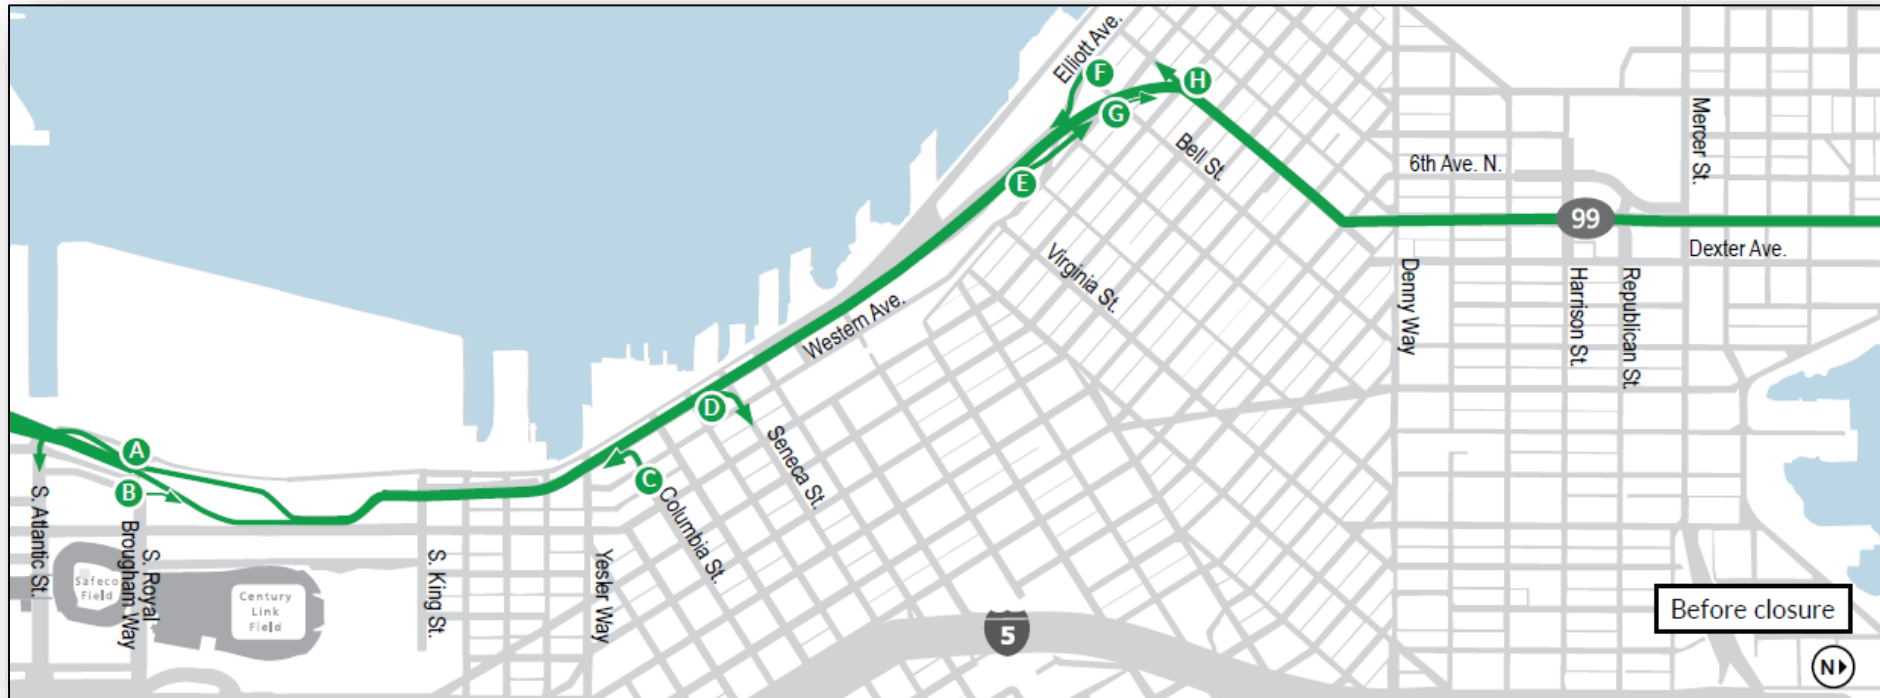 Elliott Ave.
F
H
G
E
Bell St.
6th Ave. N.
Mercer St.
99
Dexter Ave.
Virginia St.
Denny Way
Harrison St.
Republican St.
Western Ave.
D
Seneca St.
C
Columbia St.
A
B
S. Atlantic St.
Safeco
Field
S. Royal
Brougham Way
Century
Link
Field
S. King St.
Yesler Way
5
Before closure
N